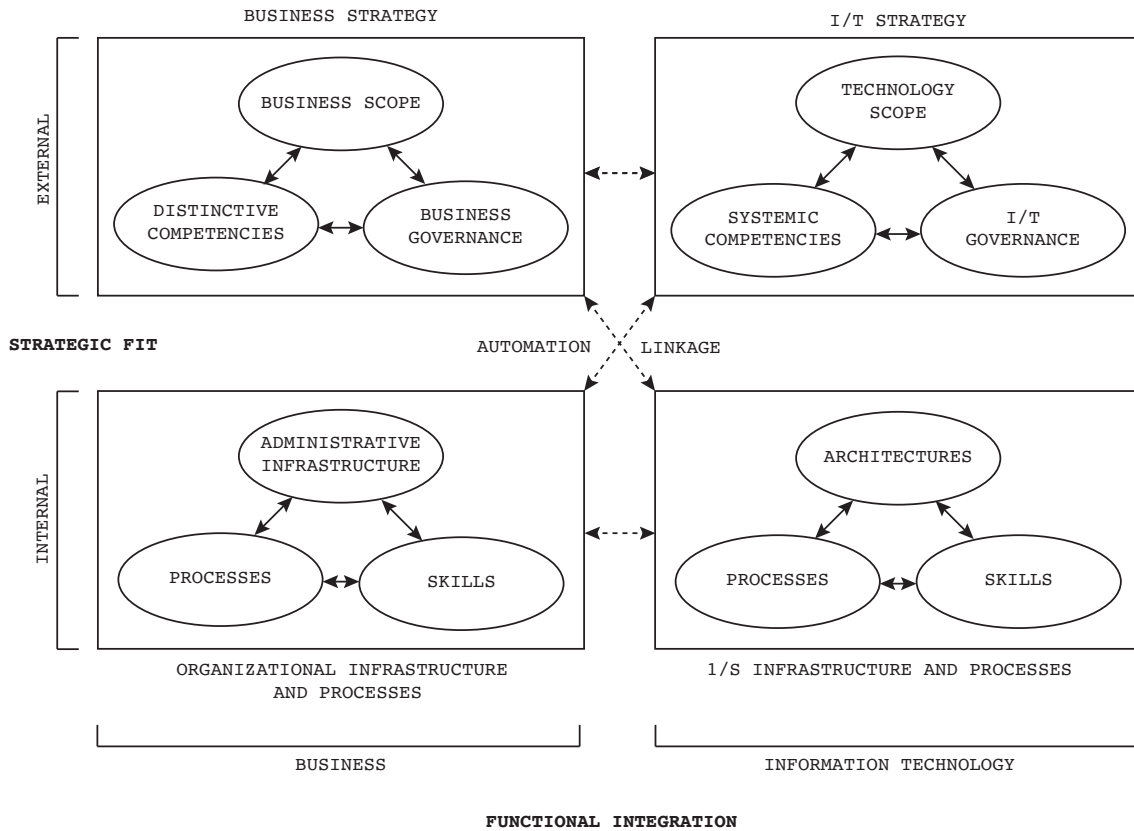 BUSINESS STRATEGY
I/T STRATEGY
EXTERNAL
BUSINESS SCOPE
DISTINCTIVE
COMPETENCIES
BUSINESS
GOVERNANCE
TECHNOLOGY
SCOPE
SYSTEMIC
COMPETENCIES
I/T
GOVERNANCE
STRATEGIC FIT
AUTOMATION
LINKAGE
INTERNAL
ADMINISTRATIVE
INFRASTRUCTURE
PROCESSES
SKILLS
ARCHITECTURES
PROCESSES
SKILLS
ORGANIZATIONAL INFRASTRUCTURE
AND PROCESSES
1/S INFRASTRUCTURE AND PROCESSES
BUSINESS
INFORMATION TECHNOLOGY
FUNCTIONAL INTEGRATION